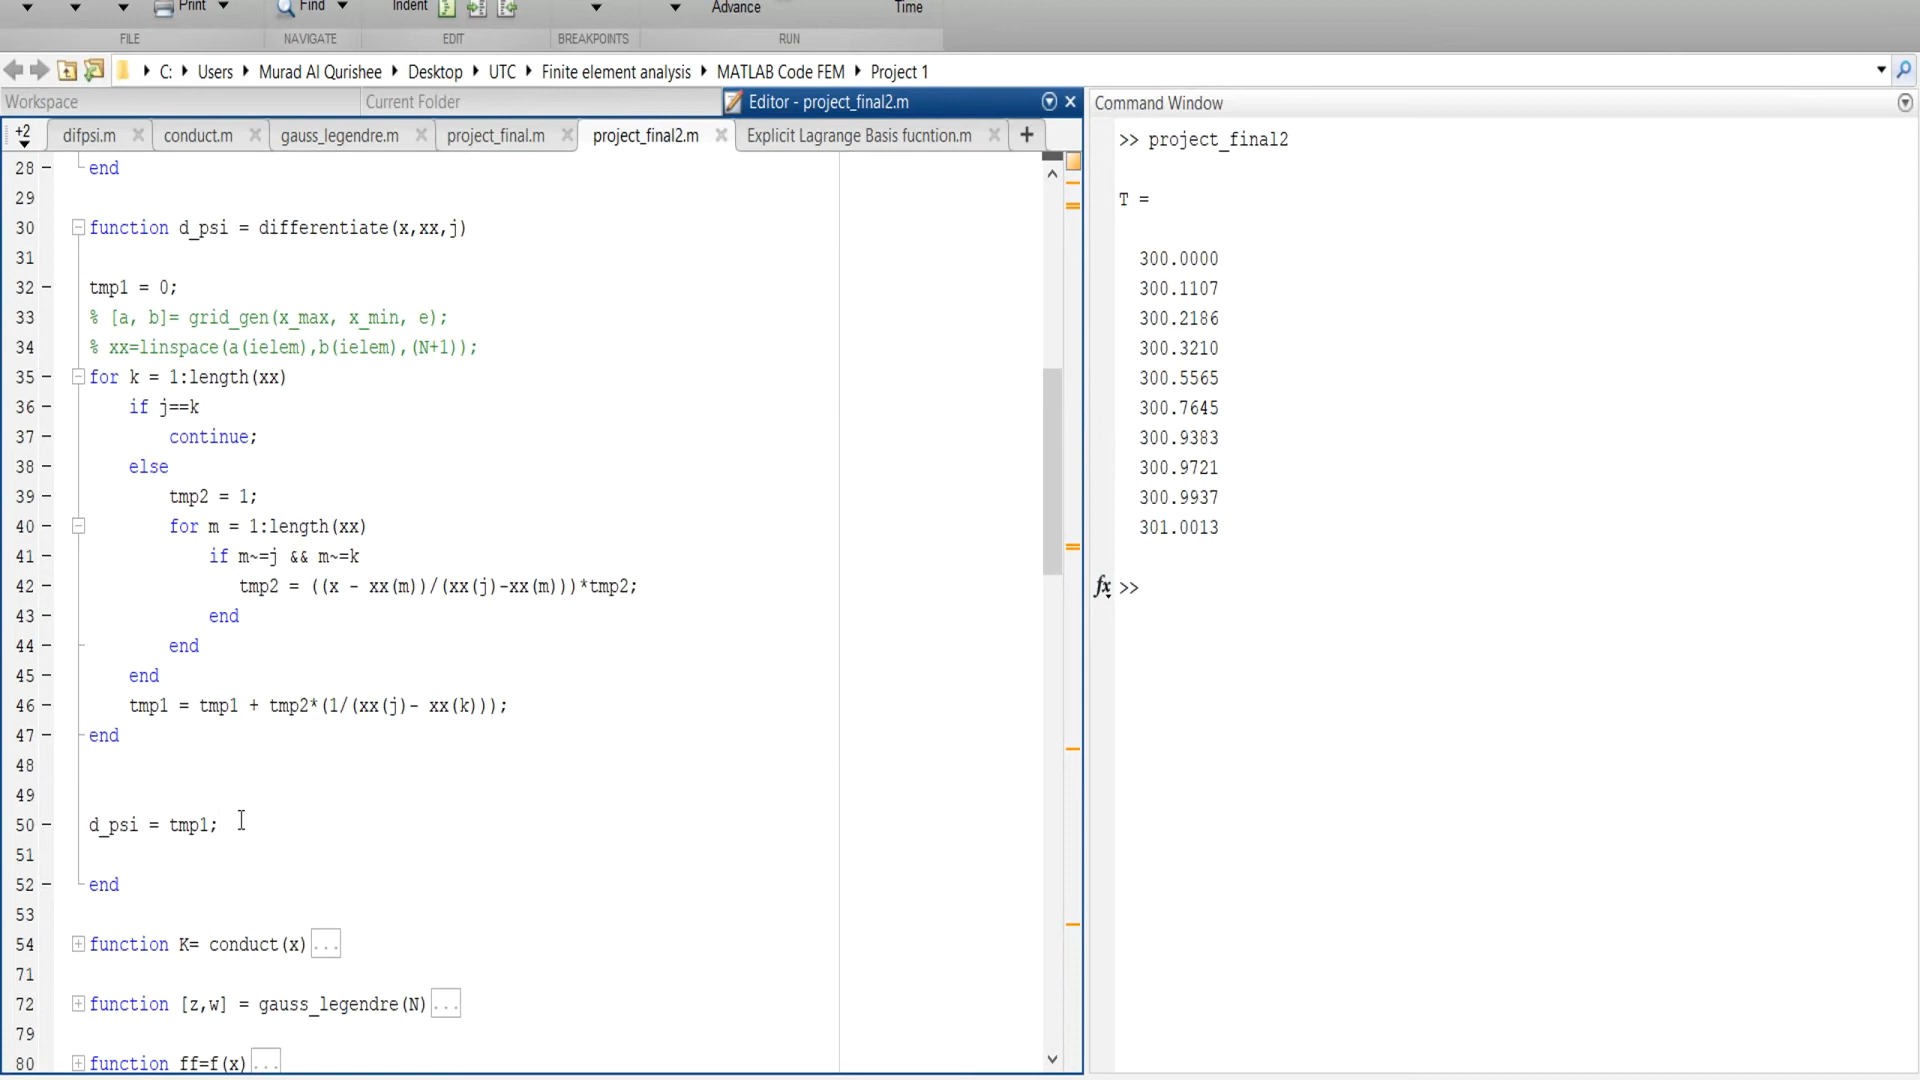 Print Find Indent Advance Time
FILE NAVIGATE EDIT BREAKPOINTS RUN
C: Users Murad Al Qurishee Desktop UTC Finite element analysis MATLAB Code FEM Project 1
Workspace Current Folder Editor - project_final2.m Command Window
+2 difpsi.m conduct.m gauss_legendre.m project_final.m project_final2.m Explicit Lagrange Basis fucntion.m +
28 end
29
30 function d_psi = differentiate(x,xx,j)
31
32 tmp1 = 0;
33 % [a, b]= grid_gen(x_max, x_min, e);
34 % xx=linspace(a(ielem),b(ielem),(N+1));
35 for k = 1:length(xx)
36 if j==k
37 continue;
38 else
39 tmp2 = 1;
40 for m = 1:length(xx)
41 if m~=j && m~=k
42 tmp2 = ((x - xx(m))/(xx(j)-xx(m)))*tmp2;
43 end
44 end
45 end
46 tmp1 = tmp1 + tmp2*(1/(xx(j)- xx(k)));
47 end
48
49
50 d_psi = tmp1;
51
52 end
53
54 function K= conduct(x) ...
71
72 function [z,w] = gauss_legendre(N) ...
79
80 function ff=f(x) ...
>> project_final2
T =
300.0000
300.1107
300.2186
300.3210
300.5565
300.7645
300.9383
300.9721
300.9937
301.0013
fx >>